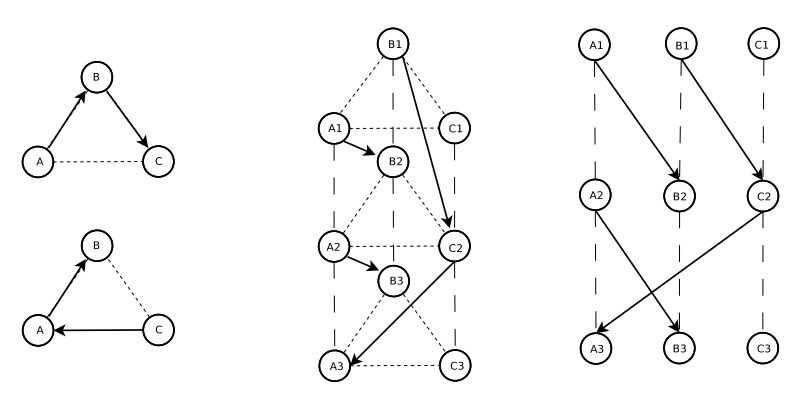 B
A C
B
A C
B1
A1 C1
B2
A2 C2
B3
A3 C3
A1 B1 C1
A2 B2 C2
A3 B3 C3